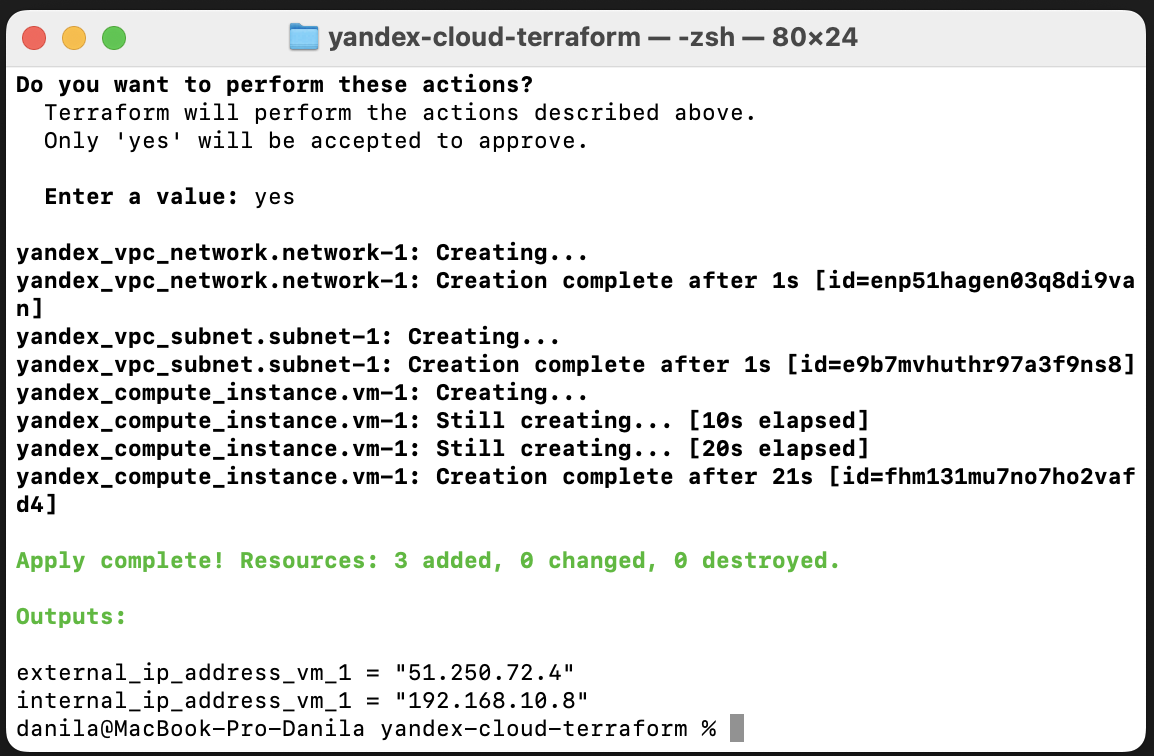 yandex-cloud-terraform — -zsh — 80×24
Do you want to perform these actions?
Terraform will perform the actions described above.
Only 'yes' will be accepted to approve.
Enter a value: yes
yandex_vpc_network.network-1: Creating...
yandex_vpc_network.network-1: Creation complete after 1s [id=enp51hagen03q8di9va
n]
yandex_vpc_subnet.subnet-1: Creating...
yandex_vpc_subnet.subnet-1: Creation complete after 1s [id=e9b7mvhuthr97a3f9ns8]
yandex_compute_instance.vm-1: Creating...
yandex_compute_instance.vm-1: Still creating... [10s elapsed]
yandex_compute_instance.vm-1: Still creating... [20s elapsed]
yandex_compute_instance.vm-1: Creation complete after 21s [id=fhm131mu7no7ho2vaf
d4]
Apply complete! Resources: 3 added, 0 changed, 0 destroyed.
Outputs:
external_ip_address_vm_1 = "51.250.72.4"
internal_ip_address_vm_1 = "192.168.10.8"
danila@MacBook-Pro-Danila yandex-cloud-terraform %